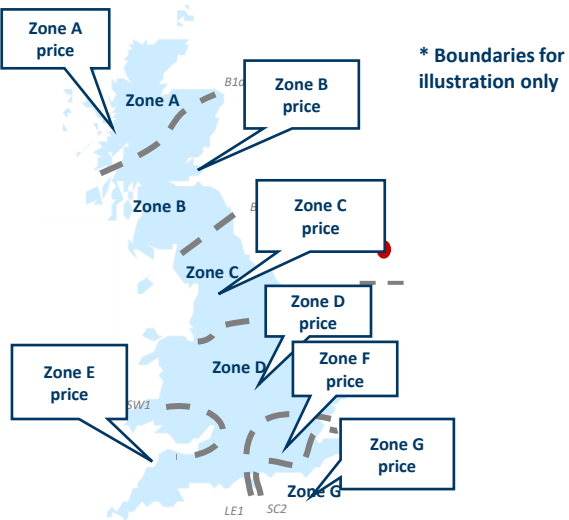 Zone A
price
* Boundaries for
illustration only
Zone A
B1a
Zone B
price
Zone B
Zone C
price
Zone C
Zone D
price
Zone D
Zone F
price
Zone E
price
SW1
Zone G
price
Zone G
LE1
SC2